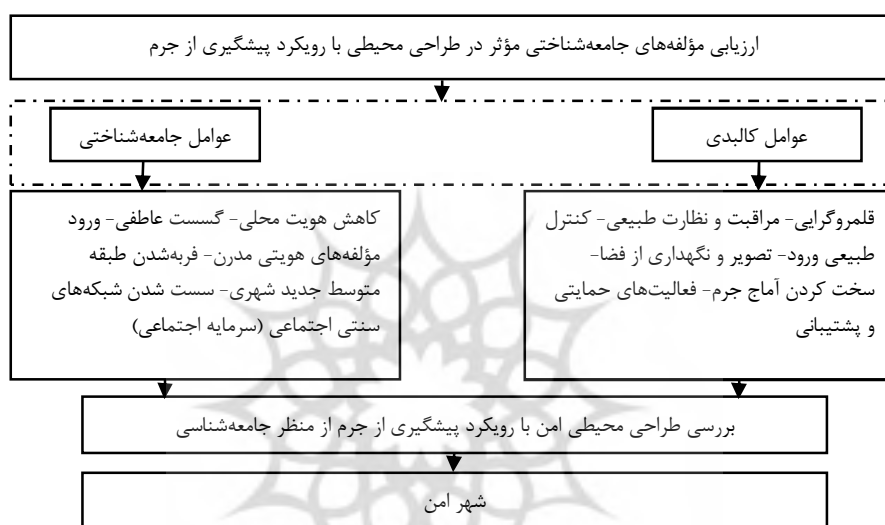 ارزیابی مؤلفه‌های جامعه‌شناختی مؤثر در طراحی محیطی با رویکرد پیشگیری از جرم
عوامل کالبدی
عوامل جامعه‌شناختی
قلمروگرایی- مراقبت و نظارت طبیعی- کنترل
طبیعی ورود- تصویر و نگهداری از فضا-
سخت کردن آماج جرم- فعالیت‌های حمایتی
و پشتیبانی
کاهش هویت محلی- گسست عاطفی- ورود
مؤلفه‌های هویتی مدرن- فربه‌شدن طبقه
متوسط جدید شهری- سست شدن شبکه‌های
سنتی اجتماعی (سرمایه اجتماعی)
بررسی طراحی محیطی امن با رویکرد پیشگیری از جرم از منظر جامعه‌شناسی
شهر امن